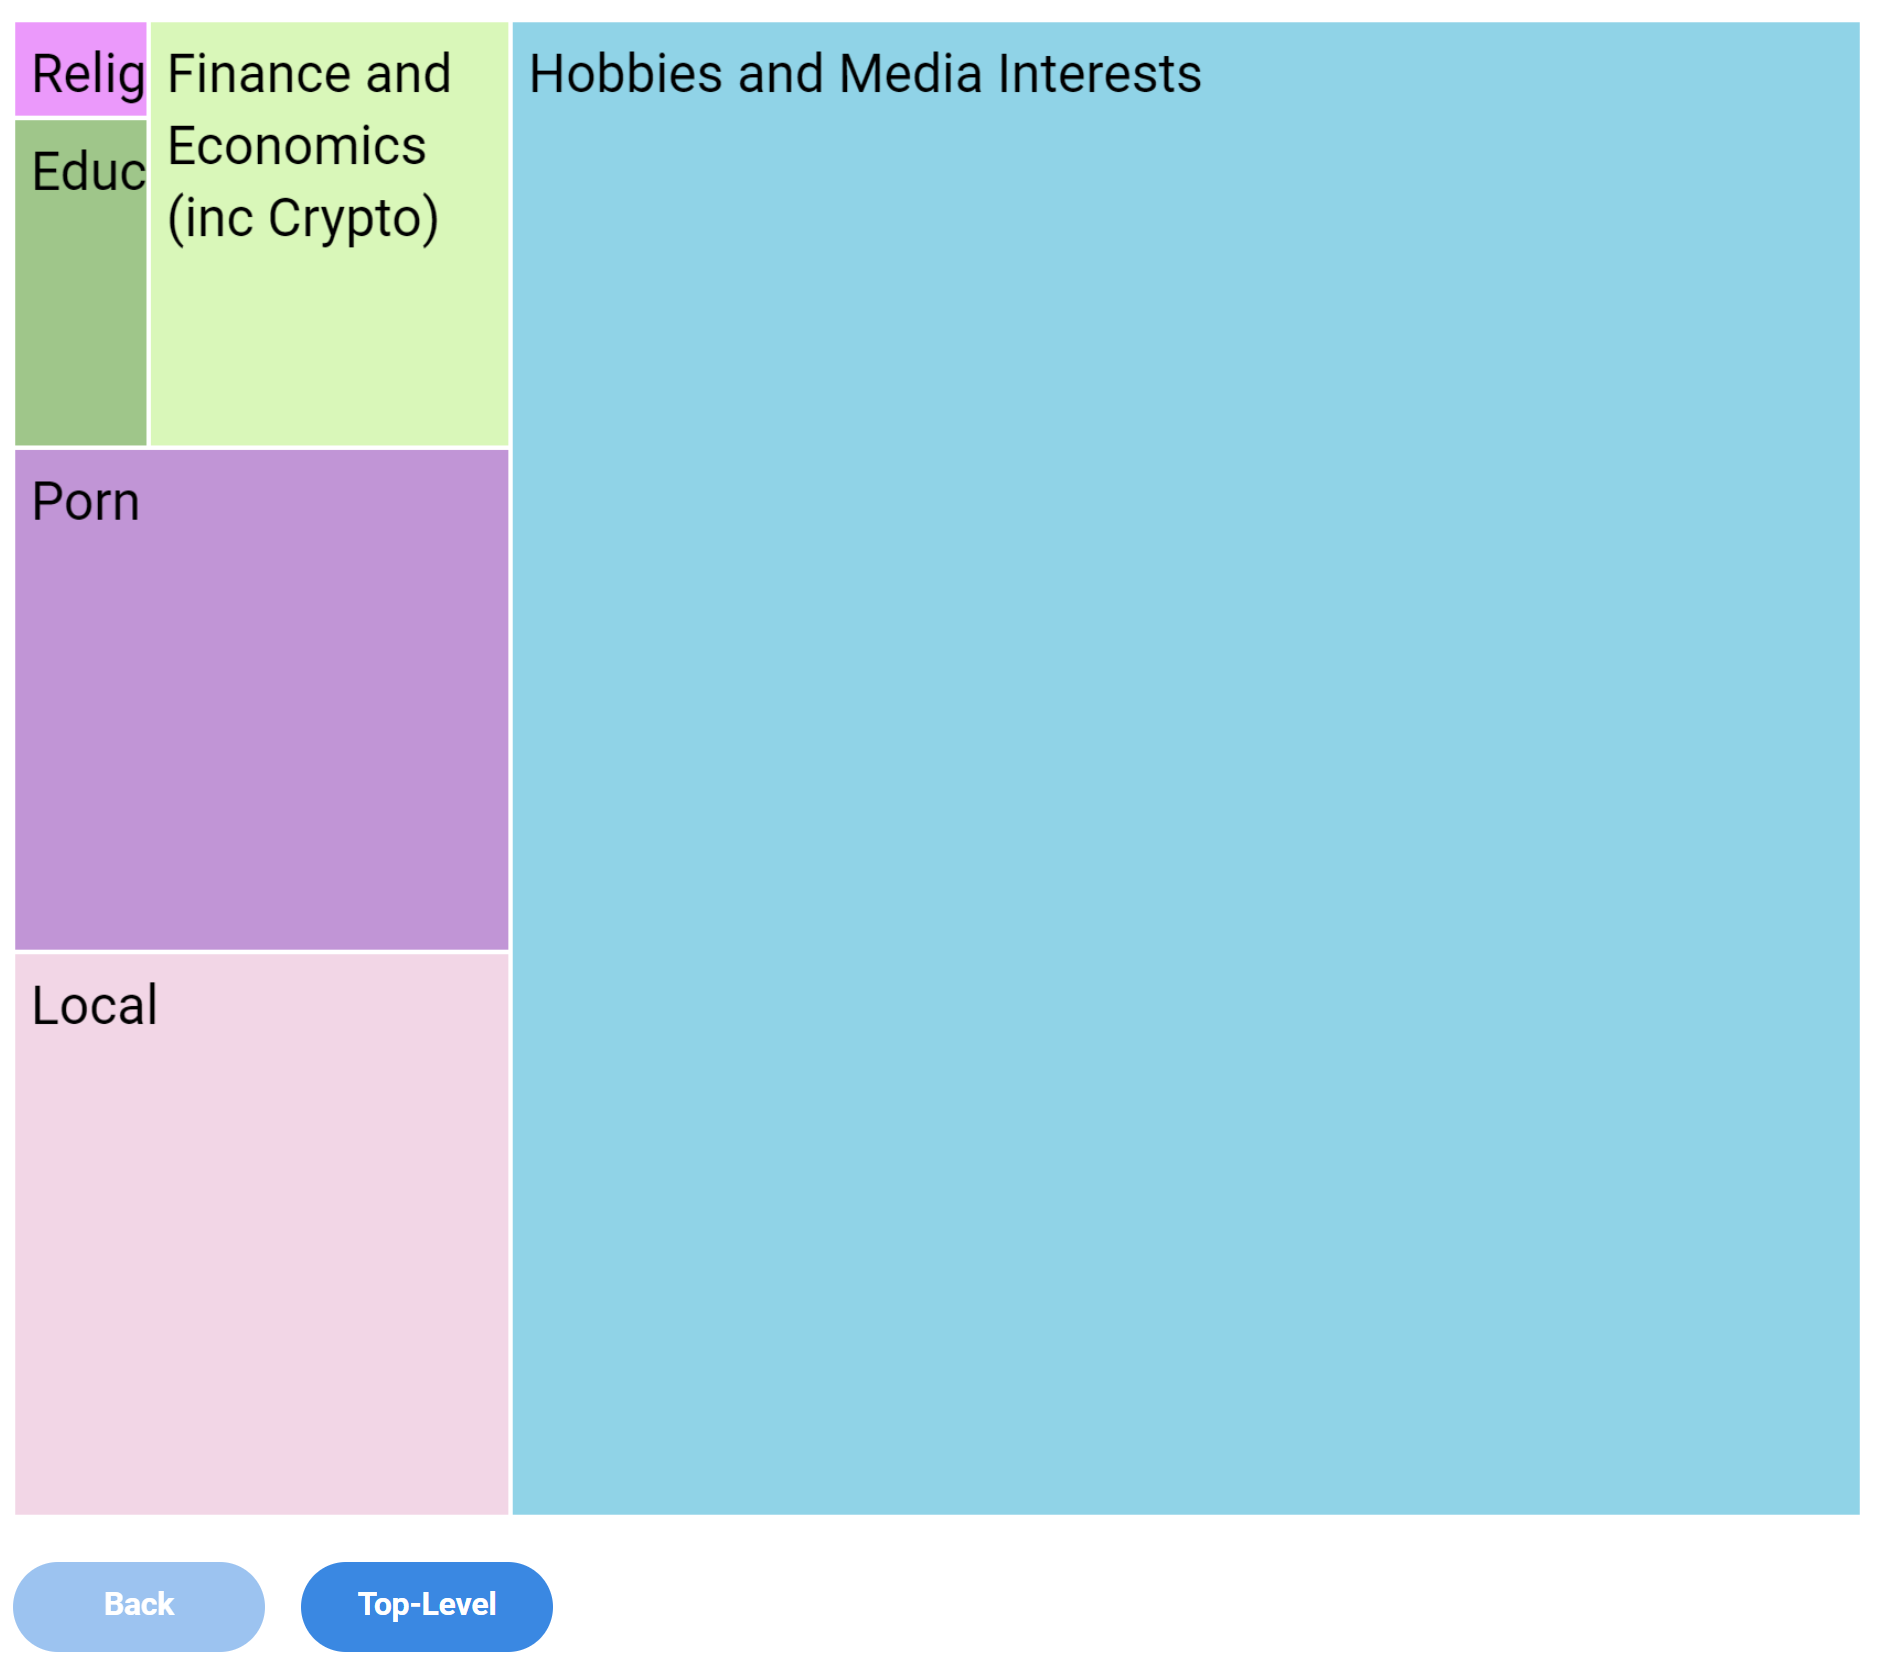 Relig
Finance and
Economics
(inc Crypto)
Hobbies and Media Interests
Educ
Porn
Local
Back
Top-Level